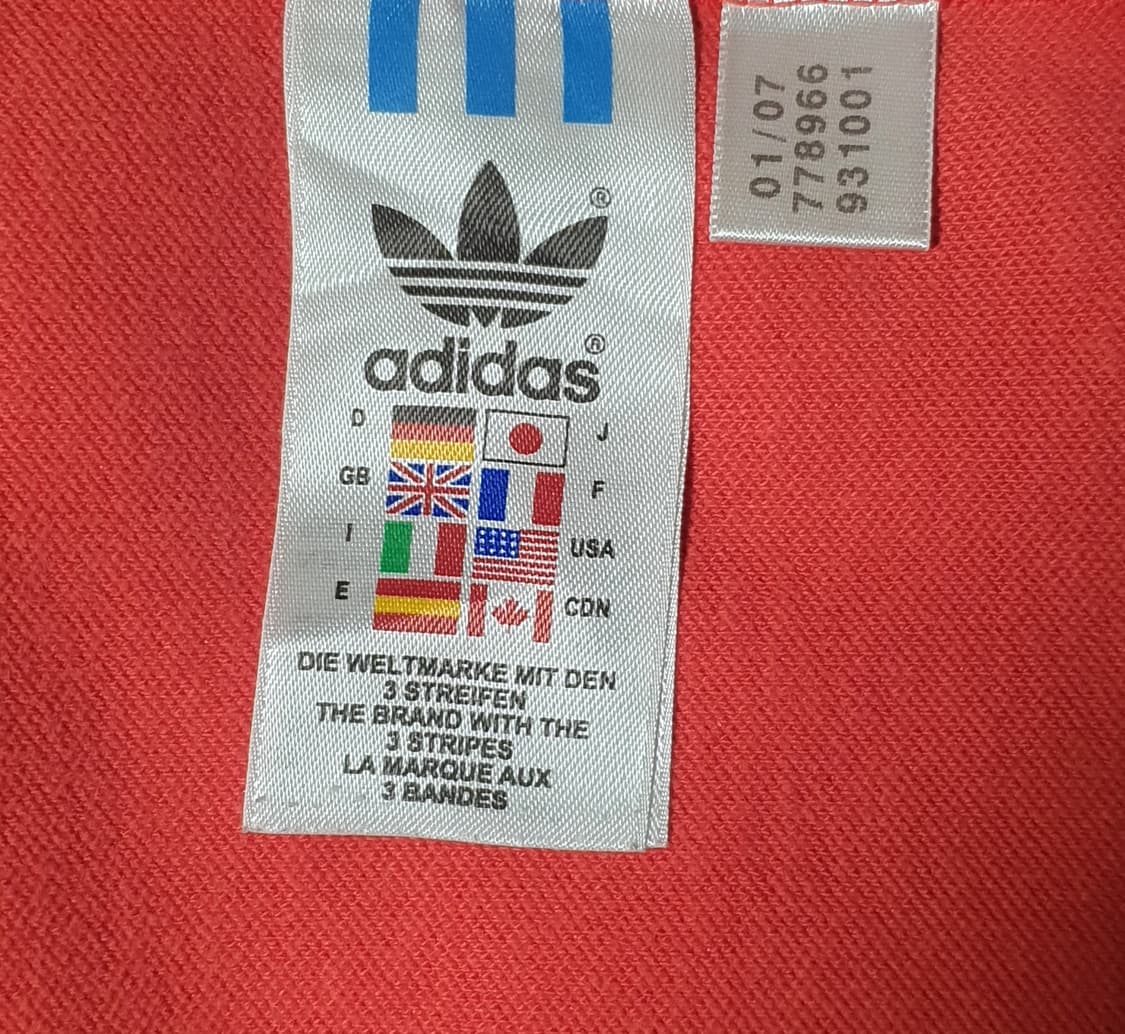 ®
adidas®
D
J
GB
F
I
USA
E
CDN
DIE WELTMARKE MIT DEN
3 STREIFEN
THE BRAND WITH THE
3 STRIPES
LA MARQUE AUX
3 BANDES
01/07
778966
931001